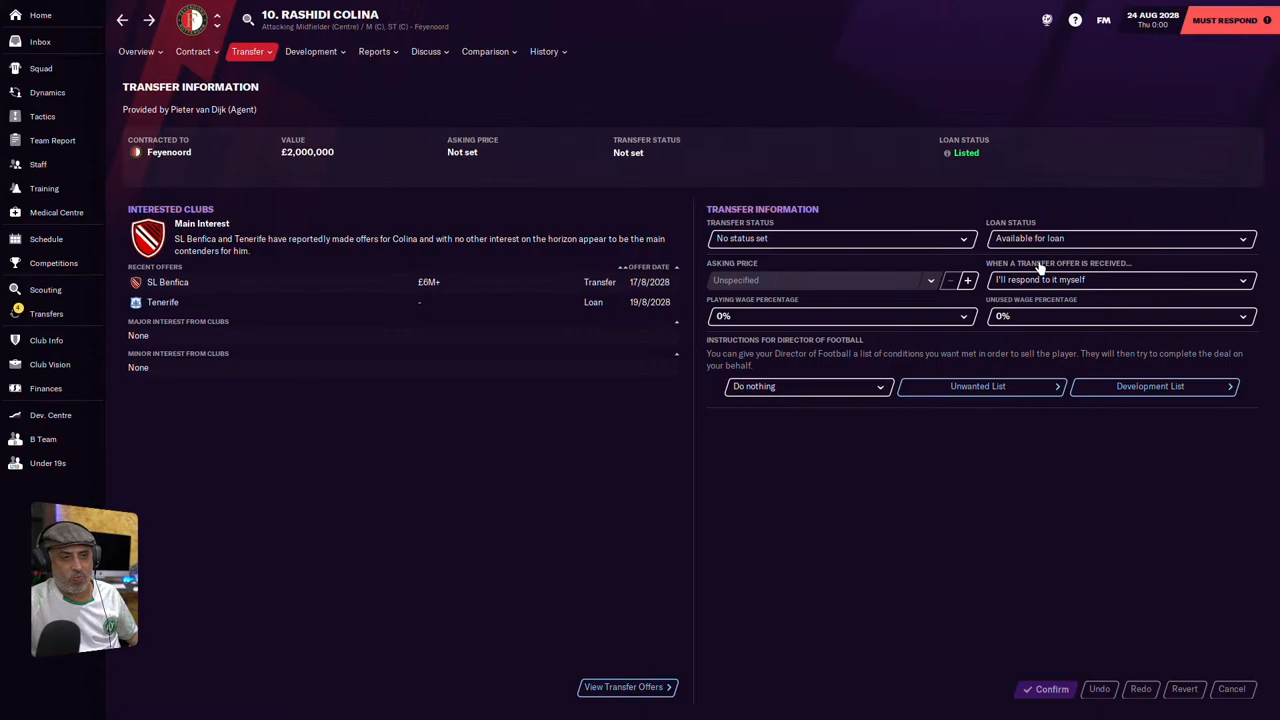 Home
Inbox
Squad
Dynamics
Tactics
Team Report
Staff
Training
Medical Centre
Schedule
Competitions
Scouting
4
Transfers
Club Info
Club Vision
Finances
Dev. Centre
B Team
Under 19s
10. RASHIDI COLINA
Attacking Midfielder (Centre) / M (C), ST (C) - Feyenoord
FM
24 AUG 2028
Thu 0:00
MUST RESPOND
Overview
Contract
Transfer
Development
Reports
Discuss
Comparison
History
TRANSFER INFORMATION
Provided by Pieter van Dijk (Agent)
CONTRACTED TO
Feyenoord
VALUE
£2,000,000
ASKING PRICE
Not set
TRANSFER STATUS
Not set
LOAN STATUS
Listed
INTERESTED CLUBS
Main Interest
SL Benfica and Tenerife have reportedly made offers for Colina and with no other interest on the horizon appear to be the main
contenders for him.
RECENT OFFERS OFFER DATE
SL Benfica £6M+ Transfer 17/8/2028
Tenerife - Loan 19/8/2028
MAJOR INTEREST FROM CLUBS
None
MINOR INTEREST FROM CLUBS
None
View Transfer Offers
TRANSFER INFORMATION
TRANSFER STATUS
No status set
LOAN STATUS
Available for loan
ASKING PRICE
Unspecified
WHEN A TRANSFER OFFER IS RECEIVED...
I'll respond to it myself
PLAYING WAGE PERCENTAGE
0%
UNUSED WAGE PERCENTAGE
0%
INSTRUCTIONS FOR DIRECTOR OF FOOTBALL
You can give your Director of Football a list of conditions you want met in order to sell the player. They will then try to complete the deal on
your behalf.
Do nothing
Unwanted List
Development List
Confirm
Undo
Redo
Revert
Cancel